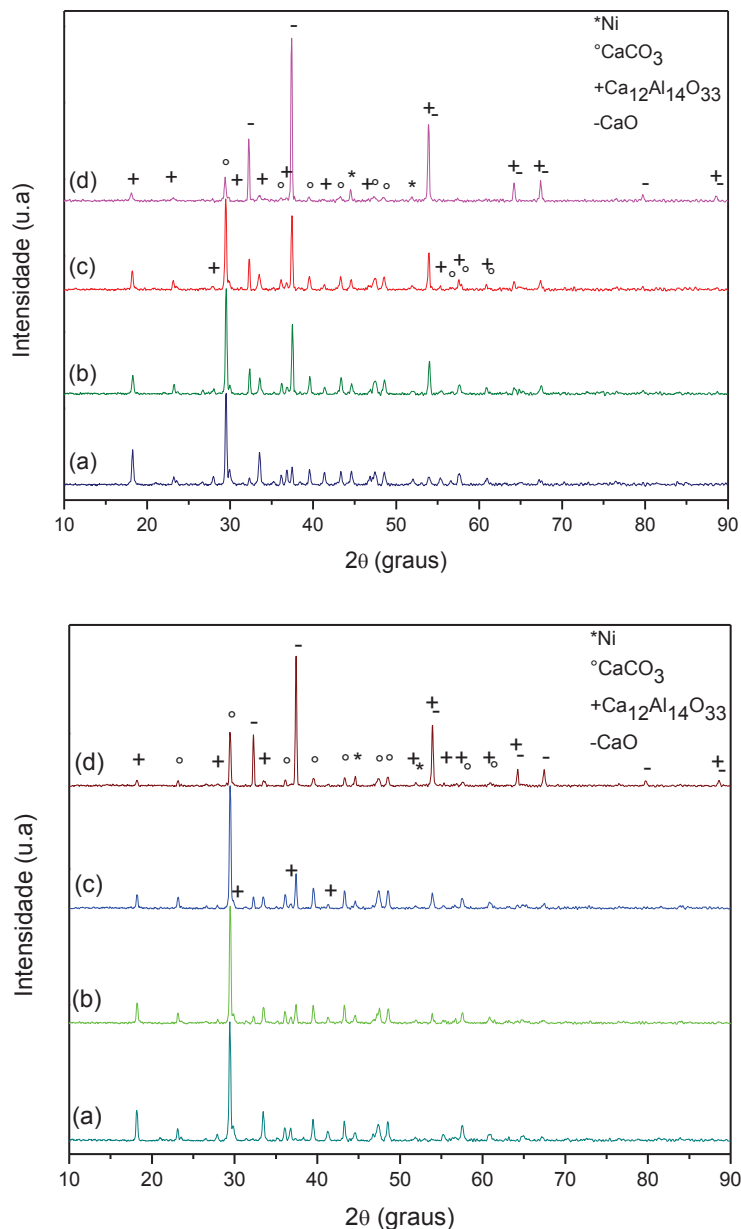 *Ni
°CaCO3
+Ca12Al14O33
-CaO
(d)
(c)
(b)
(a)
Intensidade (u.a)
10 20 30 40 50 60 70 80 90
2θ (graus)
*Ni
°CaCO3
+Ca12Al14O33
-CaO
(d)
(c)
(b)
(a)
Intensidade (u.a)
10 20 30 40 50 60 70 80 90
2θ (graus)